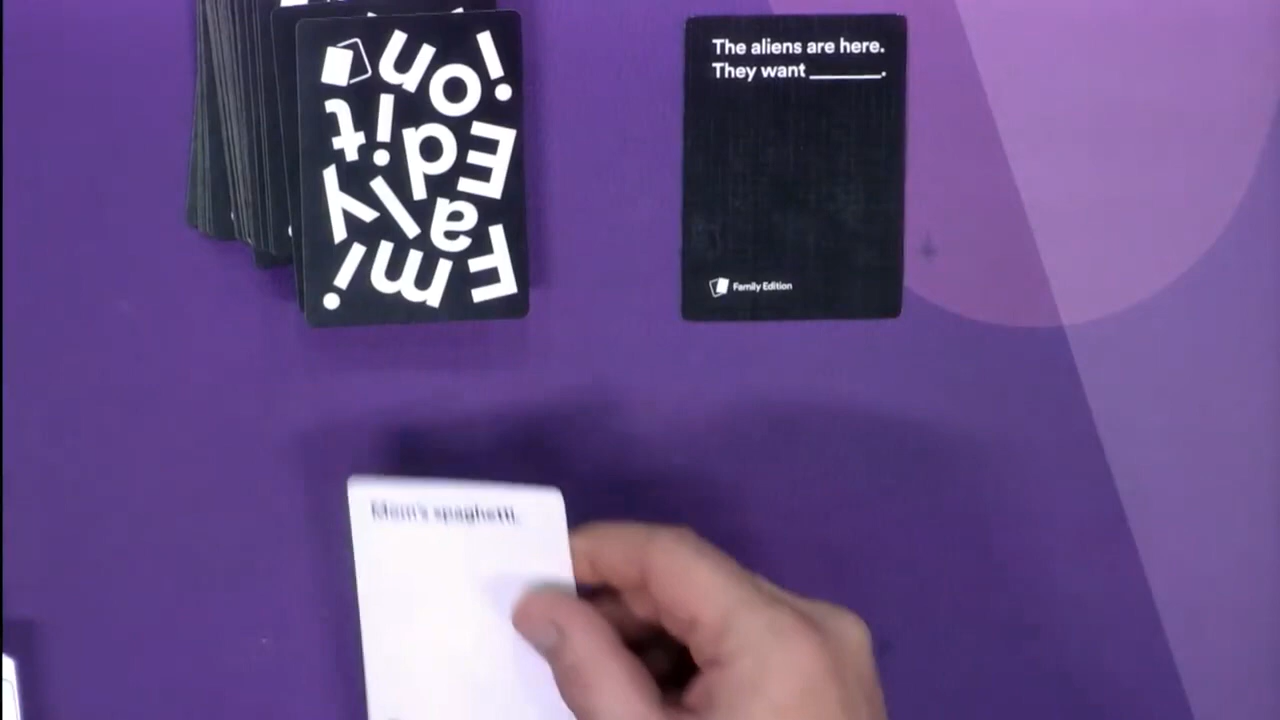 Family
Edition!
The aliens are here.
They want ______.
Family Edition
Mom's spaghetti.